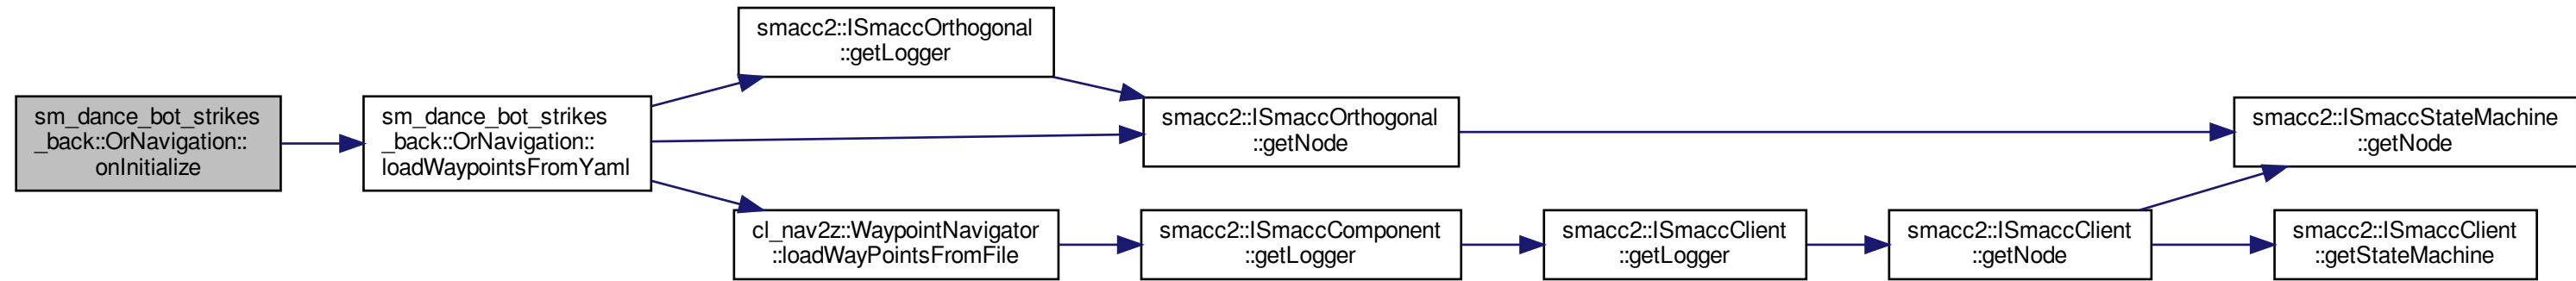 sm_dance_bot_strikes
_back::OrNavigation::
onInitialize
sm_dance_bot_strikes
_back::OrNavigation::
loadWaypointsFromYaml
smacc2::ISmaccOrthogonal
::getLogger
smacc2::ISmaccOrthogonal
::getNode
smacc2::ISmaccStateMachine
::getNode
cl_nav2z::WaypointNavigator
::loadWayPointsFromFile
smacc2::ISmaccComponent
::getLogger
smacc2::ISmaccClient
::getLogger
smacc2::ISmaccClient
::getNode
smacc2::ISmaccClient
::getStateMachine